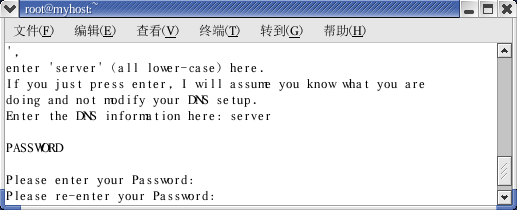 root@myhost:~
文件(F) 编辑(E) 查看(V) 终端(T) 转到(G) 帮助(H)
',
enter 'server' (all lower-case) here.
If you just press enter, I will assume you know what you are
doing and not modify your DNS setup.
Enter the DNS information here: server
PASSWORD
Please enter your Password:
Please re-enter your Password: